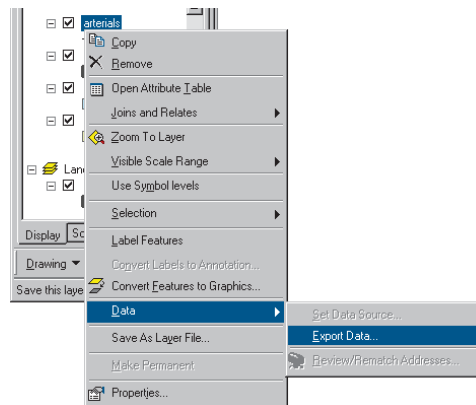 arterials
Copy
Remove
Open Attribute Table
Joins and Relates
Zoom To Layer
Visible Scale Range
Lan
Use Symbol levels
Selection
Display
Label Features
Drawing
Convert Labels to Annotation...
Save this laye
Convert Features to Graphics...
Data
Set Data Source...
Save As Layer File...
Export Data...
Make Permanent
Review/Rematch Addresses...
Properties...